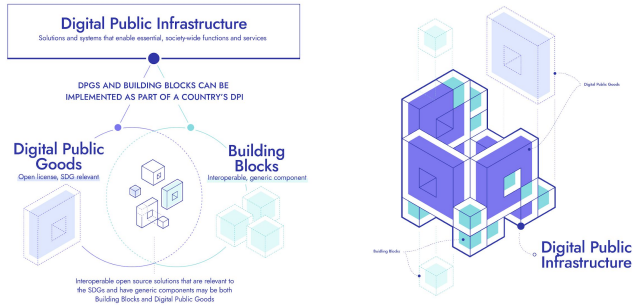 Digital Public Infrastructure
Solutions and systems that enable essential, society-wide functions and services
DPGS AND BUILDING BLOCKS CAN BE
IMPLEMENTED AS PART OF A COUNTRY'S DPI
Digital Public
Goods
Open license, SDG relevant
Building
Blocks
Interoperable, generic component
Interoperable open source solutions that are relevant to
the SDGs and have generic components may be both
Building Blocks and Digital Public Goods
Digital Public Goods
Building Blocks
Digital Public
Infrastructure